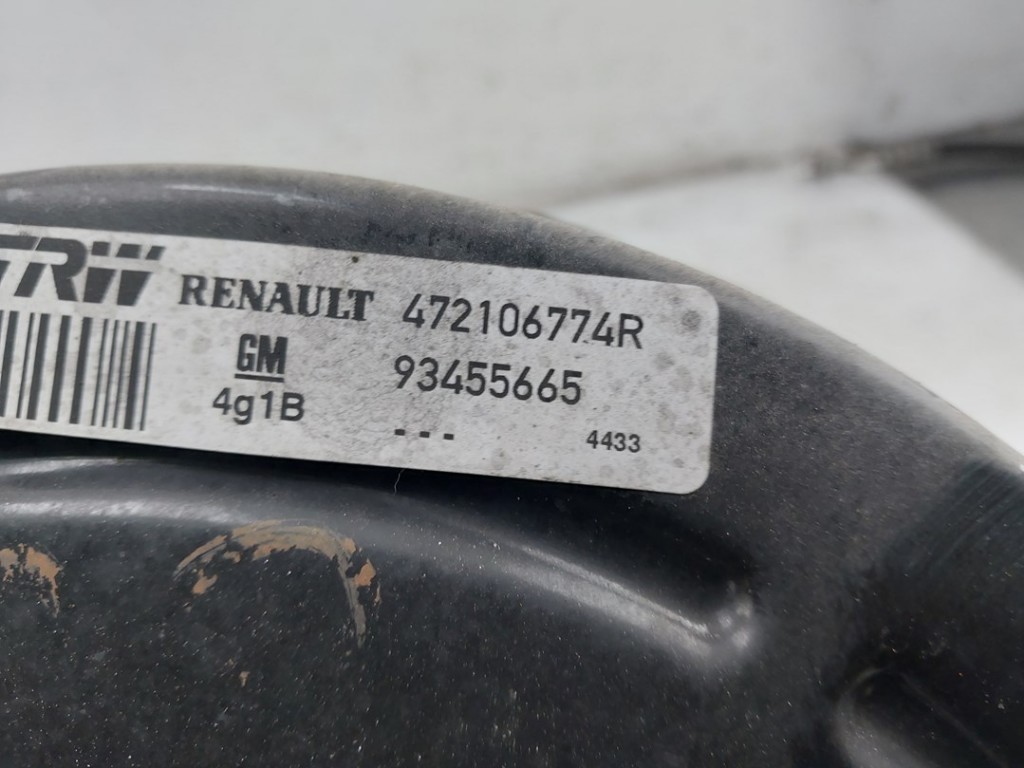 TRW RENAULT 472106774R
GM 93455665
4g1B --- 4433